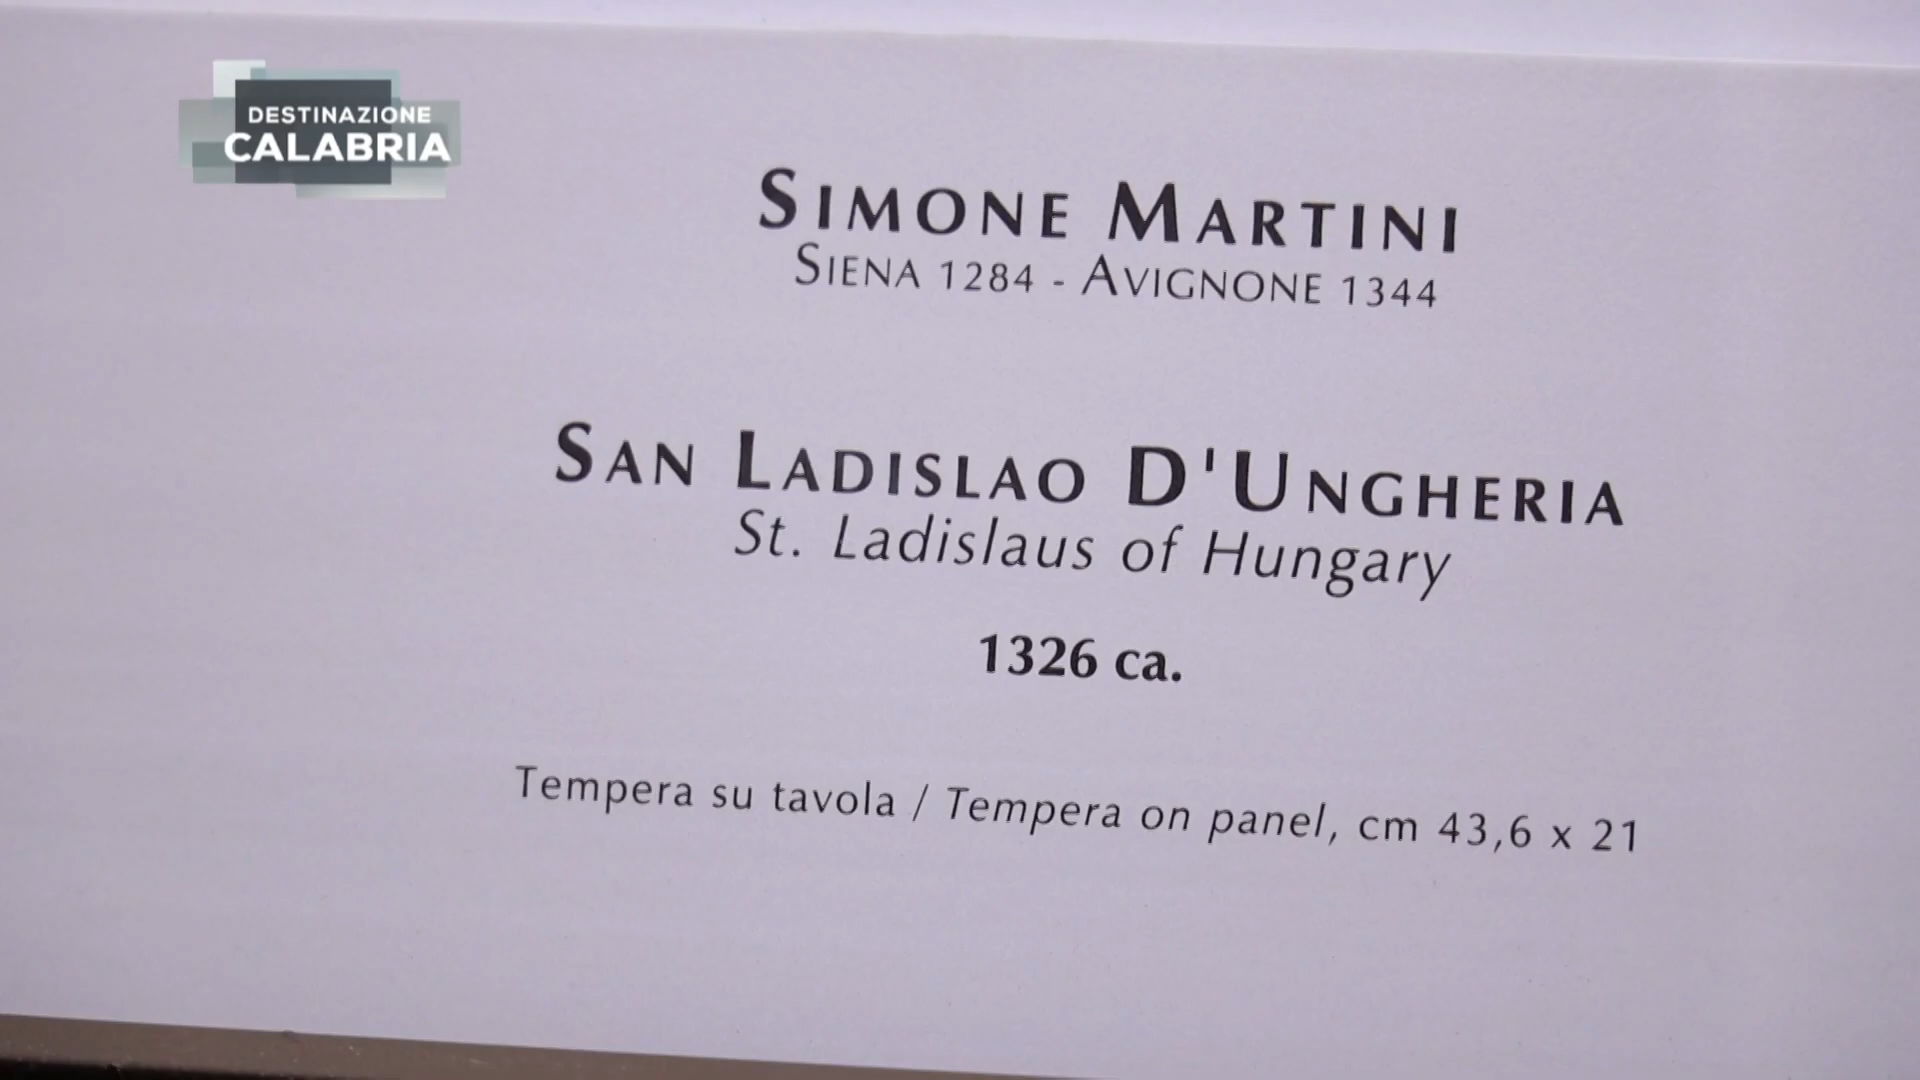 DESTINAZIONE
CALABRIA
SIMONE MARTINI
SIENA 1284 - AVIGNONE 1344
SAN LADISLAO D'UNGHERIA
St. Ladislaus of Hungary
1326 ca.
Tempera su tavola / Tempera on panel, cm 43,6 x 21